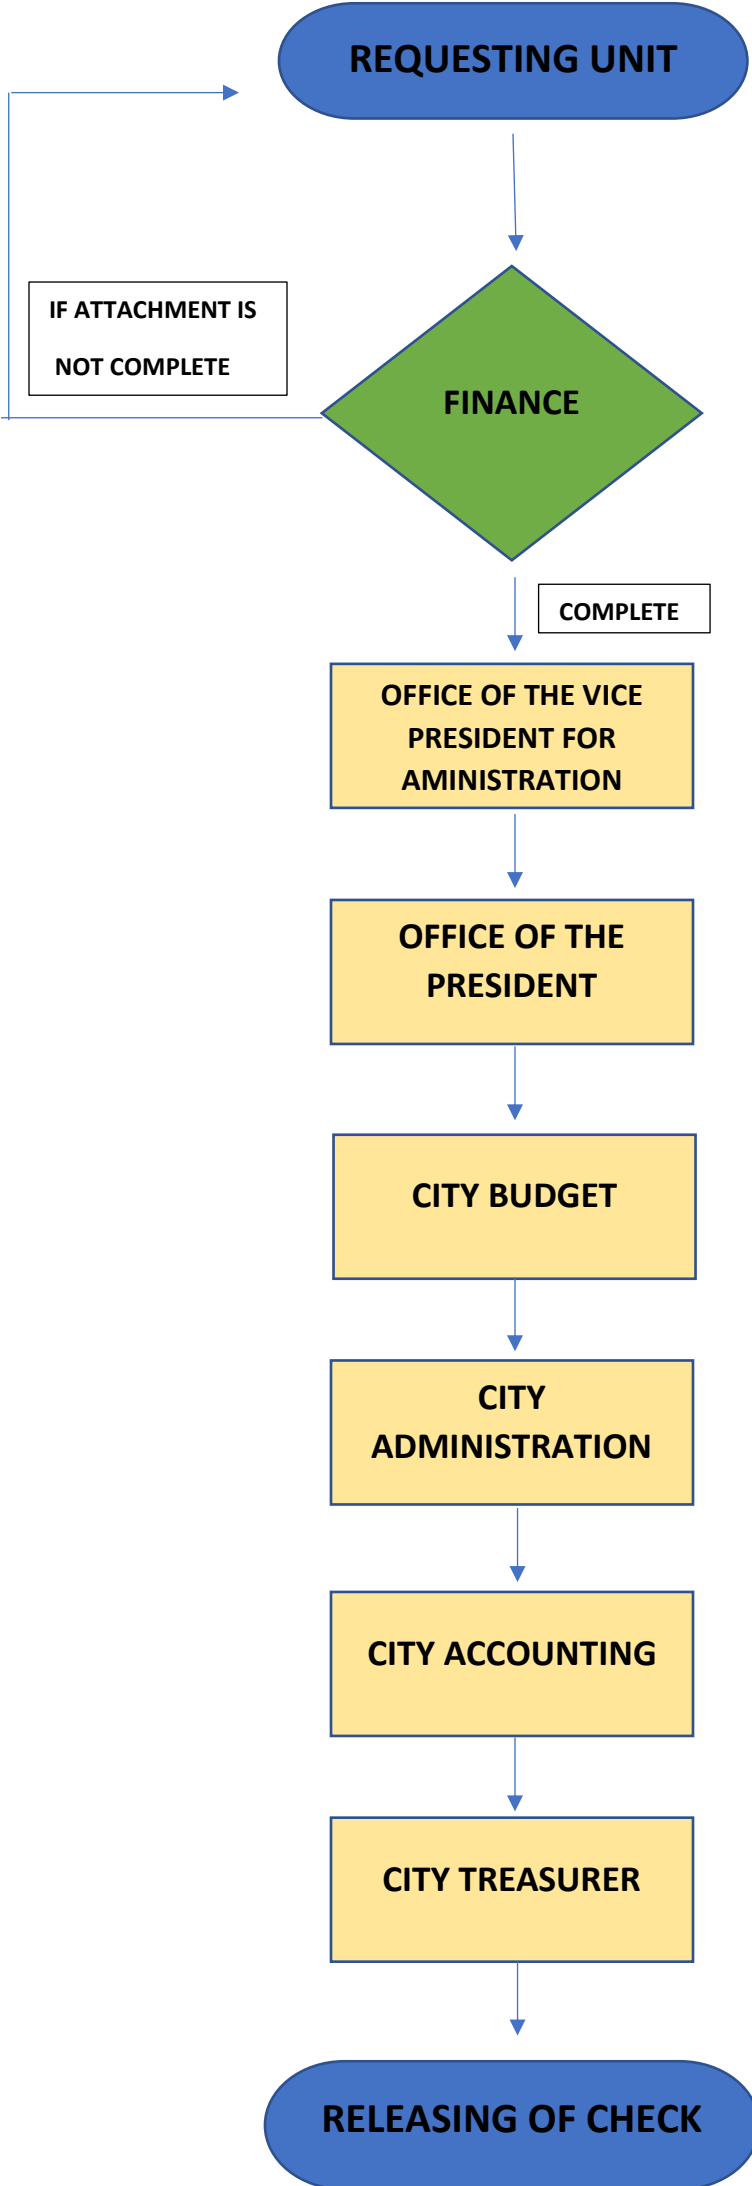 REQUESTING UNIT
IF ATTACHMENT IS
NOT COMPLETE
FINANCE
COMPLETE
OFFICE OF THE VICE
PRESIDENT FOR
AMINISTRATION
OFFICE OF THE
PRESIDENT
CITY BUDGET
CITY
ADMINISTRATION
CITY ACCOUNTING
CITY TREASURER
RELEASING OF CHECK